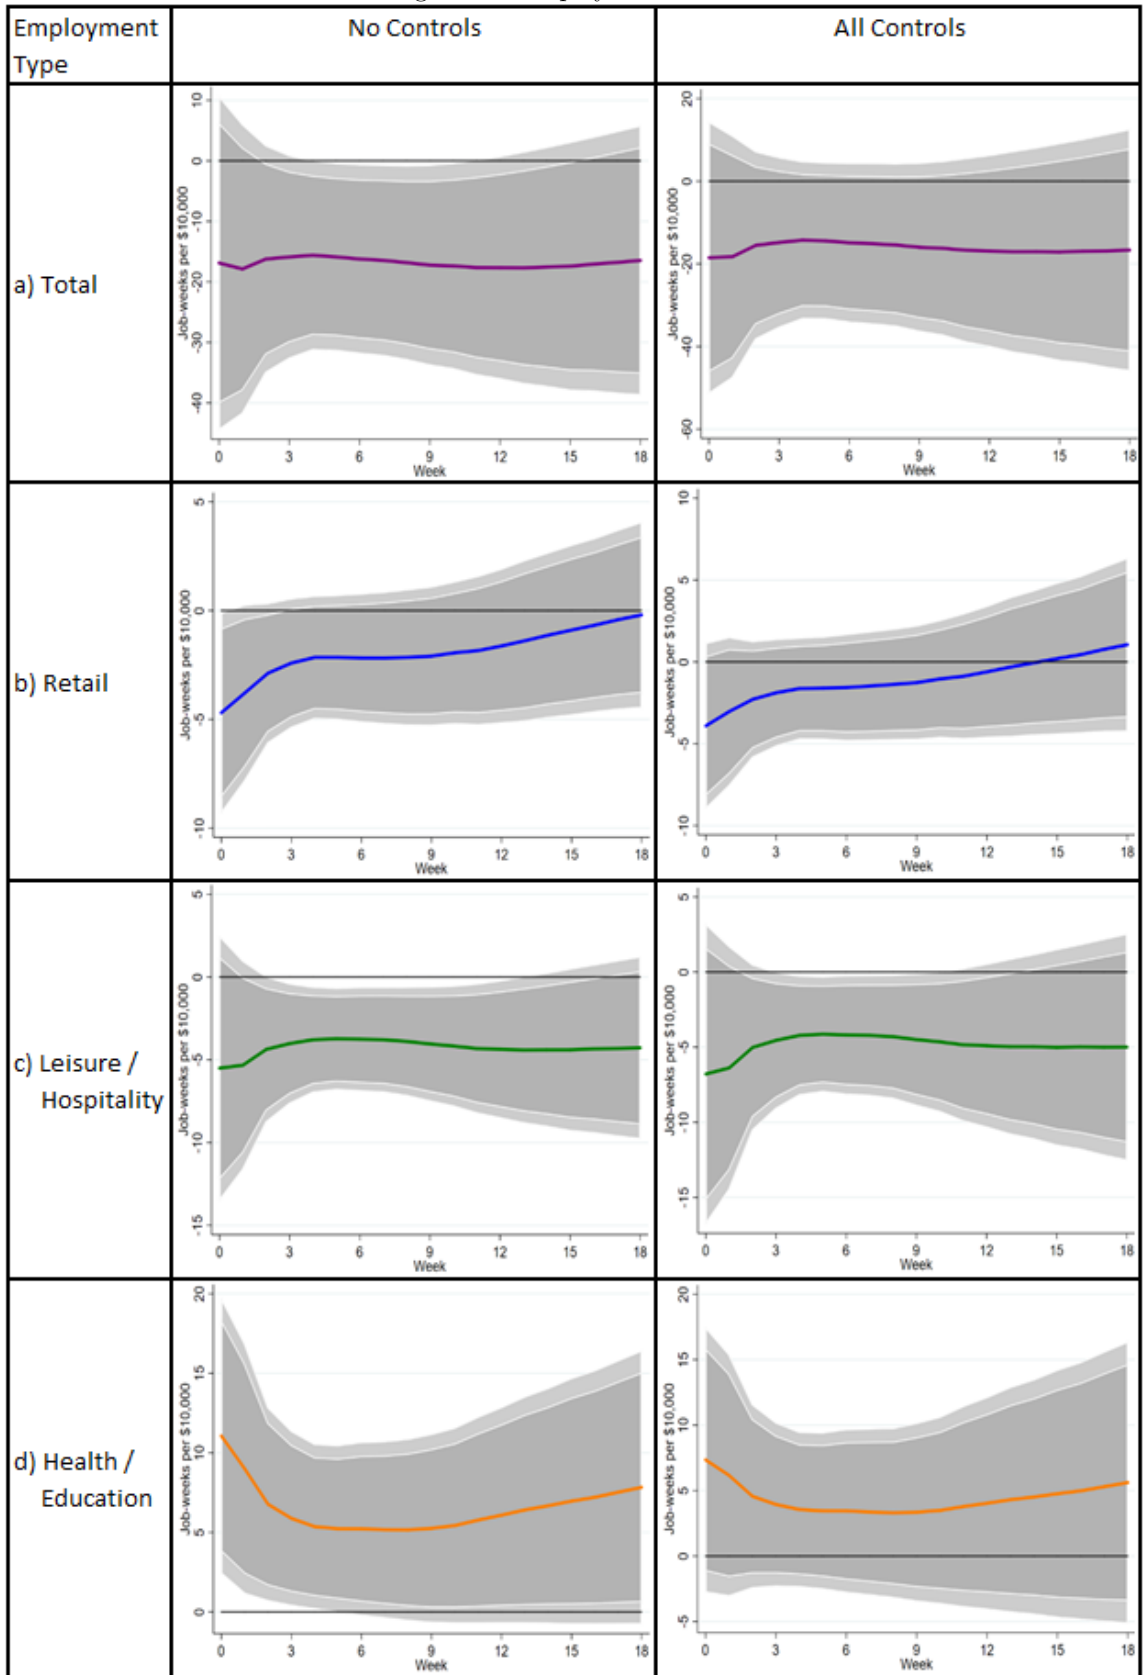 Employment Type
No Controls
All Controls
a) Total
Job-weeks per $10,000
10
0
-10
-20
-30
-40
0 3 6 9 12 15 18
Week
Job-weeks per $10,000
20
0
-20
-40
-60
0 3 6 9 12 15 18
Week
b) Retail
Job-weeks per $10,000
5
0
-5
-10
0 3 6 9 12 15 18
Week
Job-weeks per $10,000
10
5
0
-5
-10
0 3 6 9 12 15 18
Week
c) Leisure /
Hospitality
Job-weeks per $10,000
5
0
-5
-10
-15
0 3 6 9 12 15 18
Week
Job-weeks per $10,000
5
0
-5
-10
-15
0 3 6 9 12 15 18
Week
d) Health /
Education
Job-weeks per $10,000
20
15
10
5
0
0 3 6 9 12 15 18
Week
Job-weeks per $10,000
20
15
10
5
0
-5
0 3 6 9 12 15 18
Week